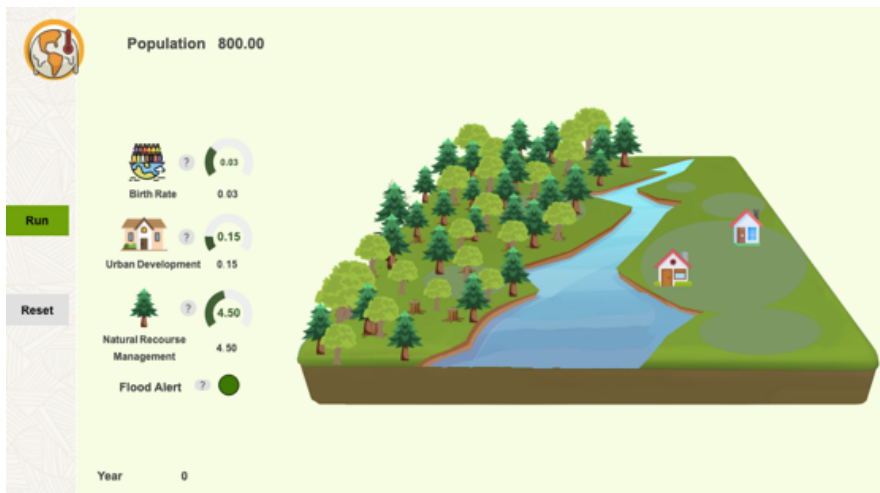 Population 800.00
? 0.03
Birth Rate 0.03
Run
? 0.15
Urban Development 0.15
Reset
? 4.50
Natural Recourse
Management 4.50
Flood Alert ?
Year 0